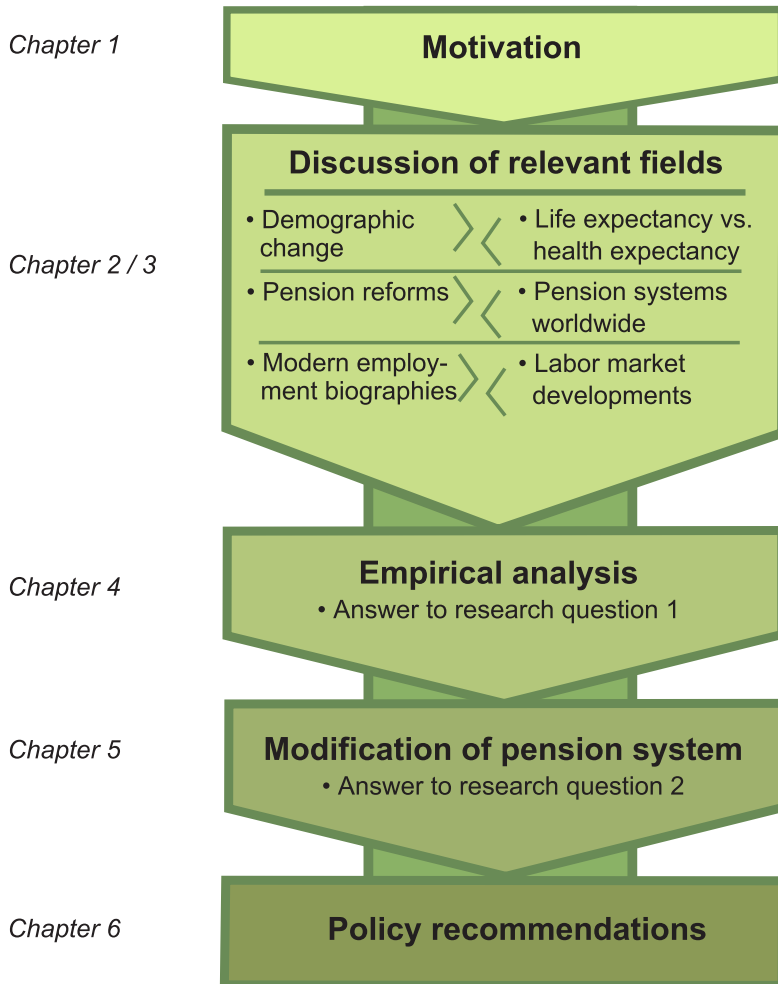 Chapter 1
Motivation
Discussion of relevant fields
Chapter 2 / 3
• Demographic
change
• Life expectancy vs.
health expectancy
• Pension reforms
• Pension systems
worldwide
• Modern employ-
ment biographies
• Labor market
developments
Chapter 4
Empirical analysis
• Answer to research question 1
Chapter 5
Modification of pension system
• Answer to research question 2
Chapter 6
Policy recommendations